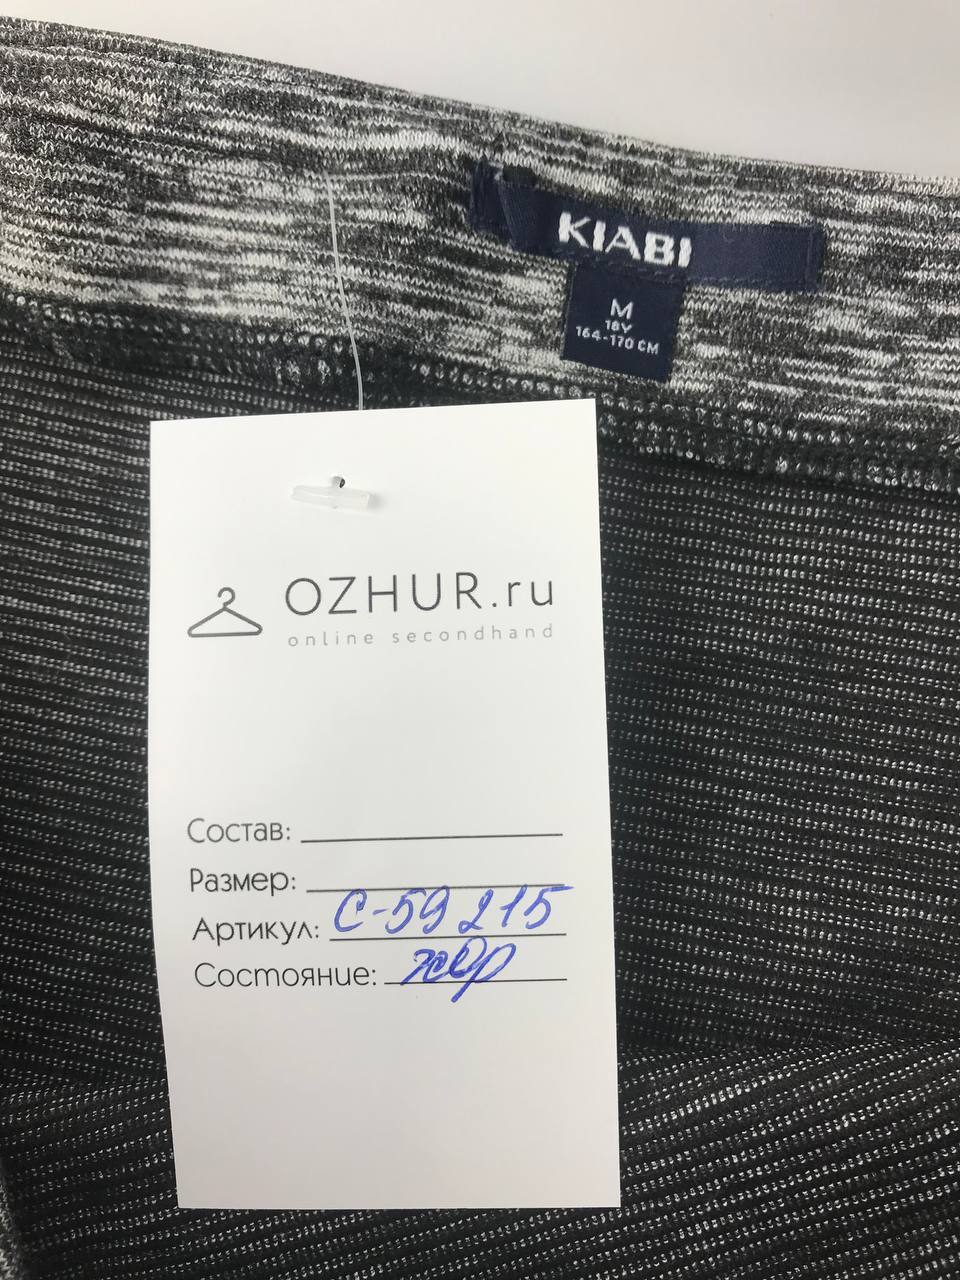 KIABI
M
18Y
164-170 CM
OZHUR.ru
online secondhand
Состав:
Размер:
Артикул: С-59215
Состояние: хор